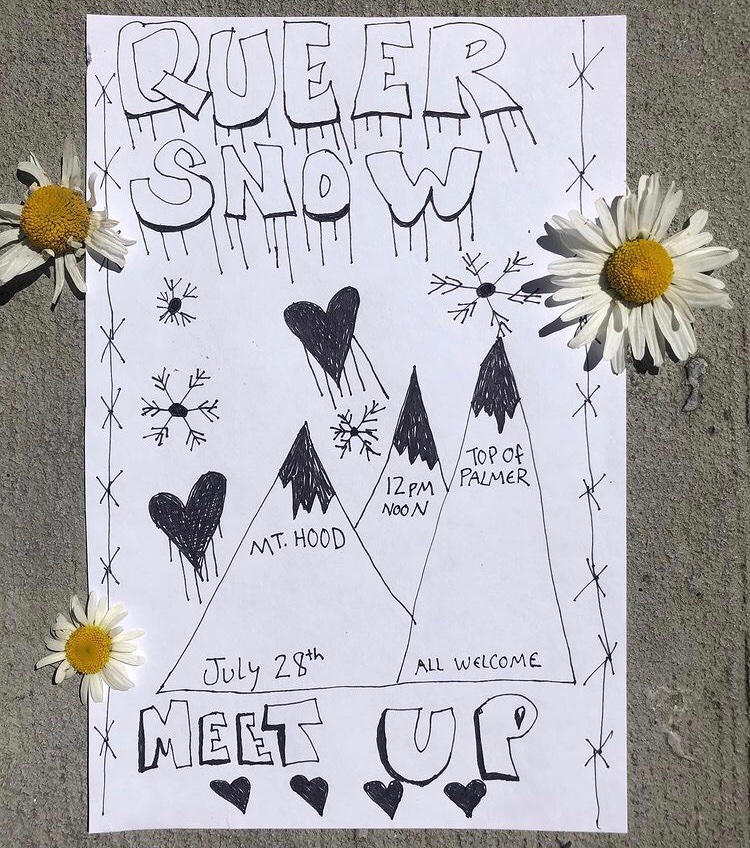 QUEER
SNOW
TOP OF
PALMER
12PM
NOON
MT. HOOD
July 28th
ALL WELCOME
MEET UP